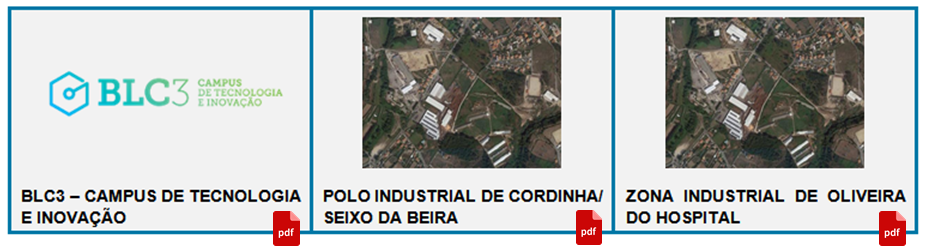 BLC3 CAMPUS
DE TECNOLOGIA
E INOVAÇÃO
BLC3 – CAMPUS DE TECNOLOGIA
E INOVAÇÃO
pdf
POLO INDUSTRIAL DE CORDINHA/
SEIXO DA BEIRA
pdf
ZONA INDUSTRIAL DE OLIVEIRA
DO HOSPITAL
pdf